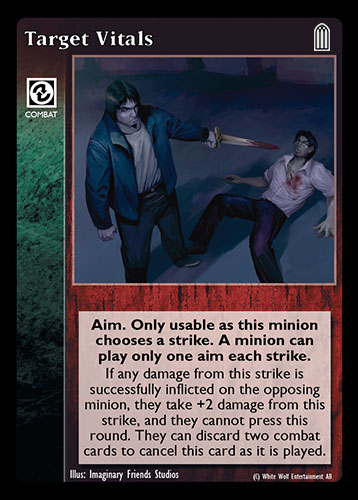 Target Vitals
COMBAT
Aim. Only usable as this minion
chooses a strike. A minion can
play only one aim each strike.
If any damage from this strike is
successfully inflicted on the opposing
minion, they take +2 damage from this
strike, and they cannot press this
round. They can discard two combat
cards to cancel this card as it is played.
Illus: Imaginary Friends Studios
(C) White Wolf Entertainment AB